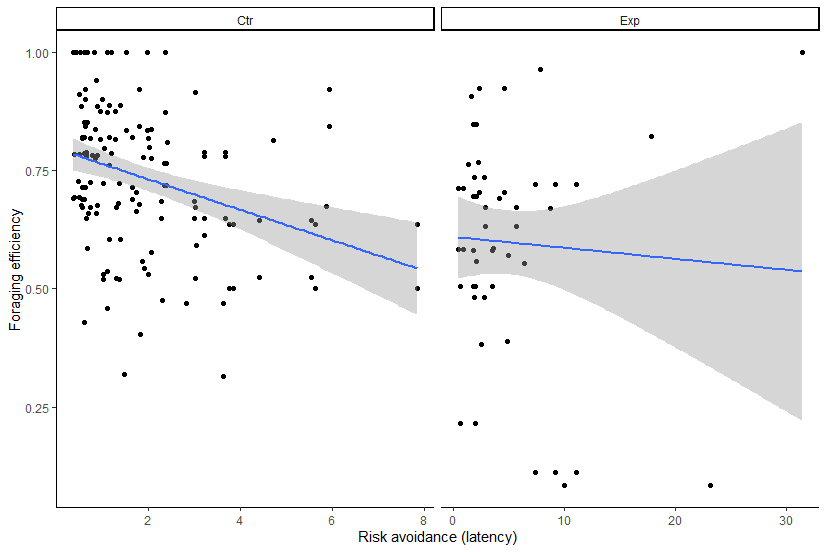 Ctr
Exp
1.00
0.75
0.50
0.25
Foraging efficiency
2 4 6 8
0 10 20 30
Risk avoidance (latency)